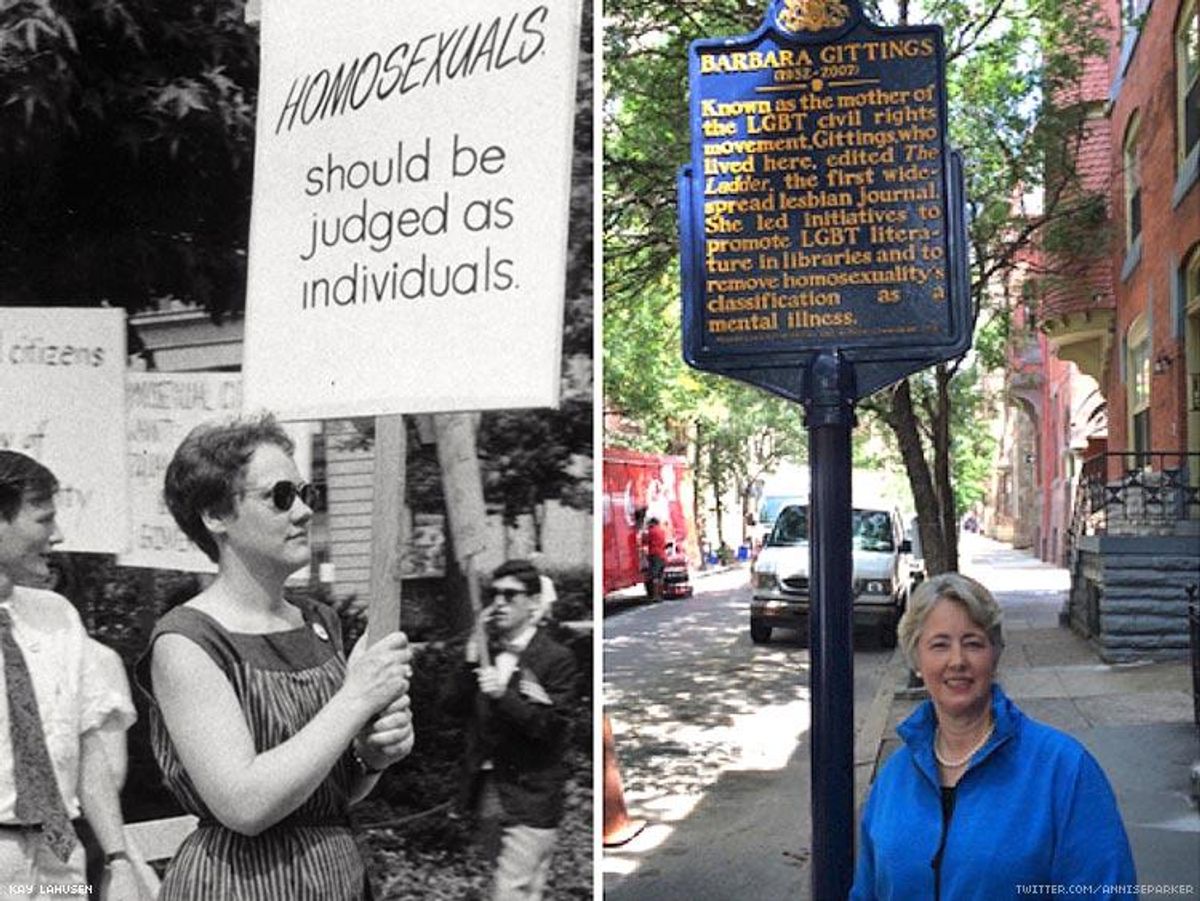 HOMOSEXUALS
should be
judged as
individuals.
citizens
KAY LAHUSEN
BARBARA GITTINGS
(1932-2007)
Known as the mother of
the LGBT civil rights
movement, Gittings, who
lived here, edited The
Ladder, the first wide-
spread lesbian journal.
She led initiatives to
promote LGBT litera-
ture in libraries and to
remove homosexuality's
classification as a
mental illness.
TWITTER.COM/ANNISEPARKER